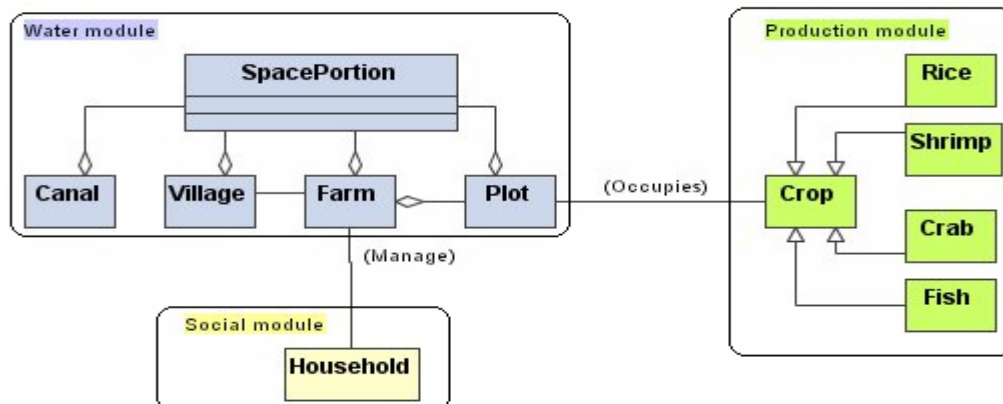 Water module
SpacePortion
Canal
Village
Farm
Plot
(Manage)
Social module
Household
(Occupies)
Production module
Rice
Shrimp
Crop
Crab
Fish